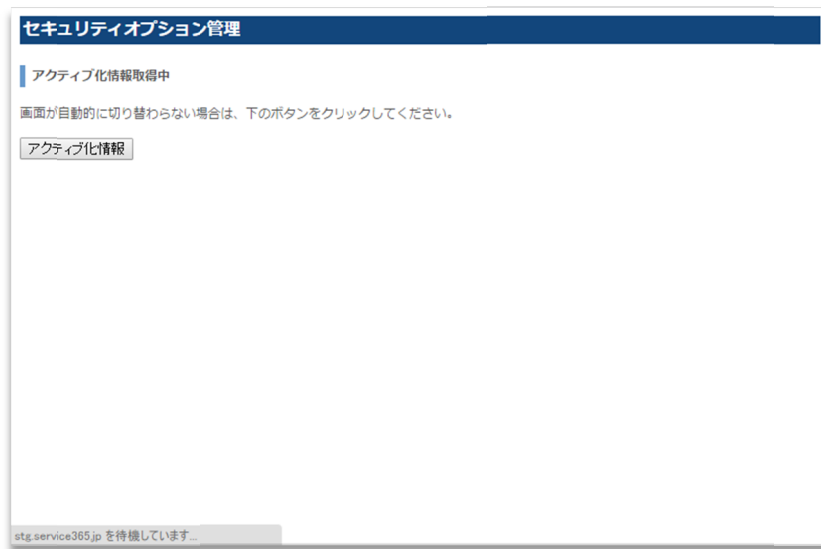 セキュリティオプション管理
アクティブ化情報取得中
画面が自動的に切り替わらない場合は、下のボタンをクリックしてください。
アクティブ化情報
stg.service365.jp を待機しています...